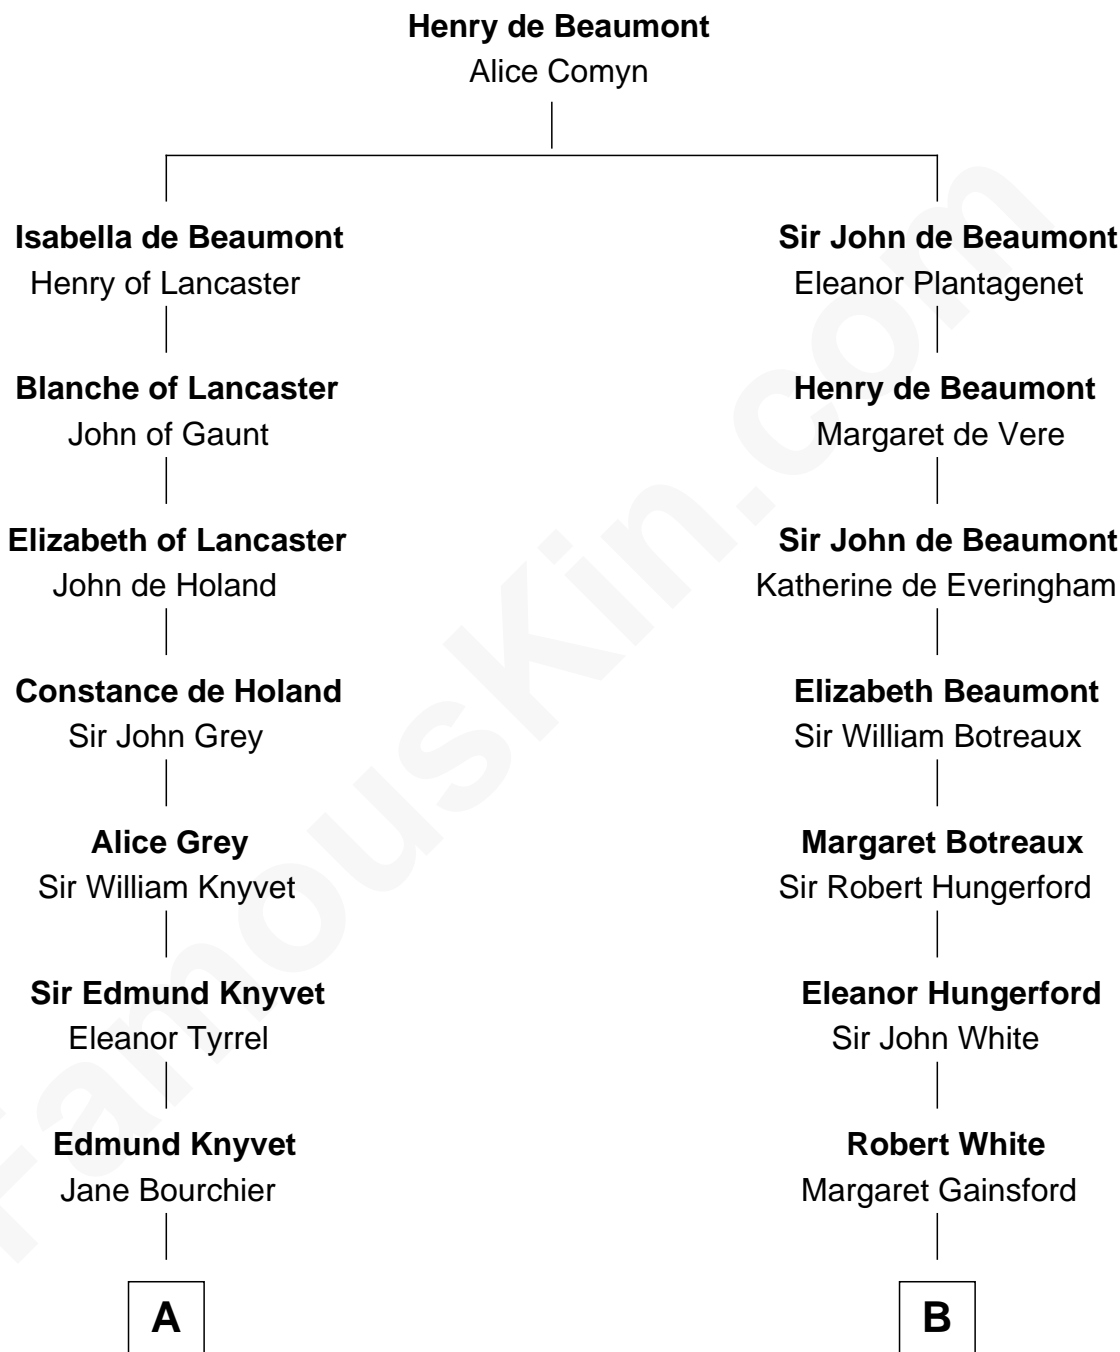 Henry de Beaumont
Alice Comyn
Isabella de Beaumont
Henry of Lancaster
Blanche of Lancaster
John of Gaunt
Elizabeth of Lancaster
John de Holand
Constance de Holand
Sir John Grey
Alice Grey
Sir William Knyvet
Sir Edmund Knyvet
Eleanor Tyrrel
Edmund Knyvet
Jane Bourchier
A
Sir John de Beaumont
Eleanor Plantagenet
Henry de Beaumont
Margaret de Vere
Sir John de Beaumont
Katherine de Everingham
Elizabeth Beaumont
Sir William Botreaux
Margaret Botreaux
Sir Robert Hungerford
Eleanor Hungerford
Sir John White
Robert White
Margaret Gainsford
B
FamousKin.com